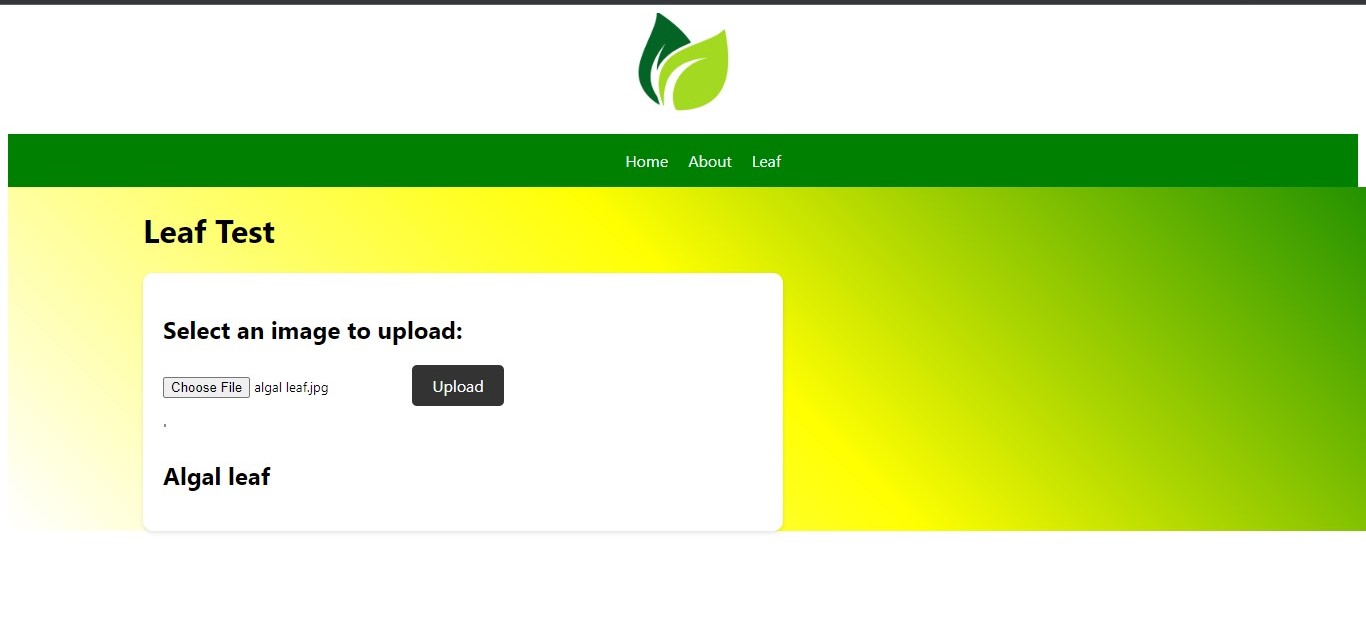 Home About Leaf
Leaf Test
Select an image to upload:
Choose File algal leaf.jpg Upload
'
Algal leaf